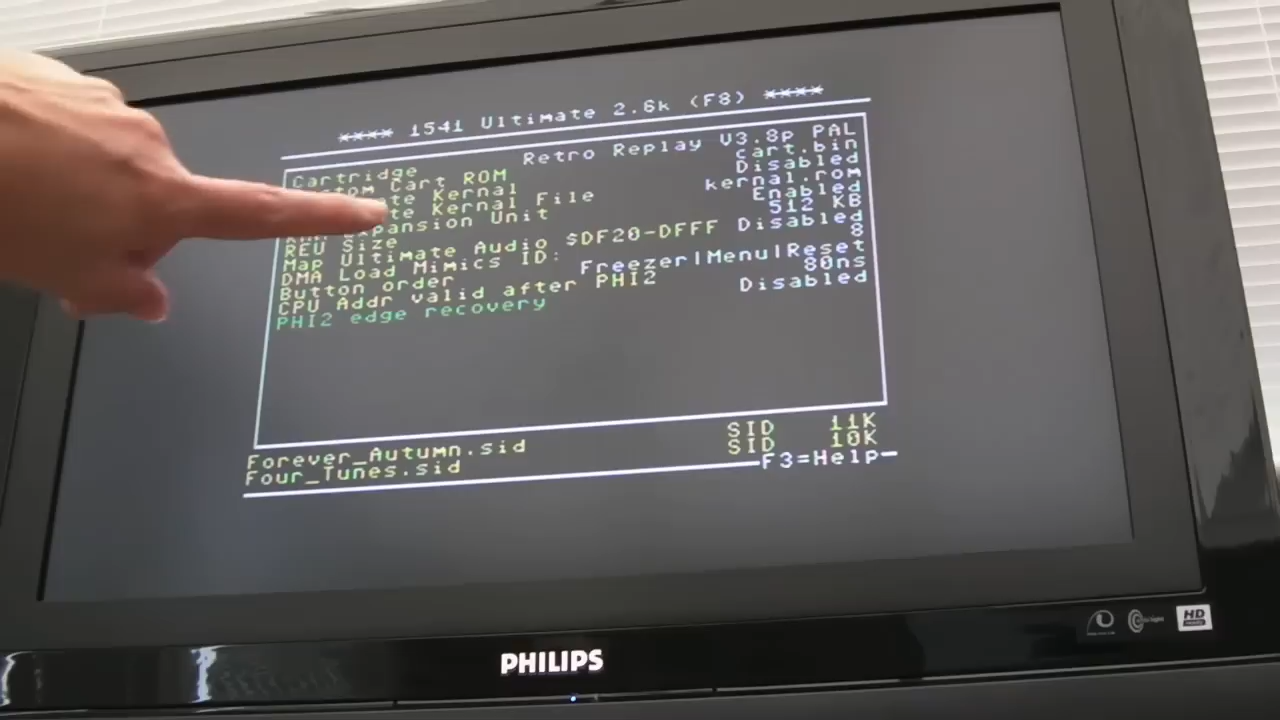 **** 1541 Ultimate 2.6k (F8) ****
Cartridge Retro Replay V3.8p PAL
Cart ROM cart.bin
Kernal Disabled
Kernal File kernal.rom
Expansion Unit Enabled
REU Size 512 KB
Map Ultimate Audio $DF20-DFFF Disabled
DMA Load Mimics ID: 8
Button order Freezer|Menu|Reset
CPU Addr valid after PHI2 80ns
PHI2 edge recovery Disabled
Forever_Autumn.sid SID 11K
Four_Tunes.sid SID 10K
F3=Help
PHILIPS
HD